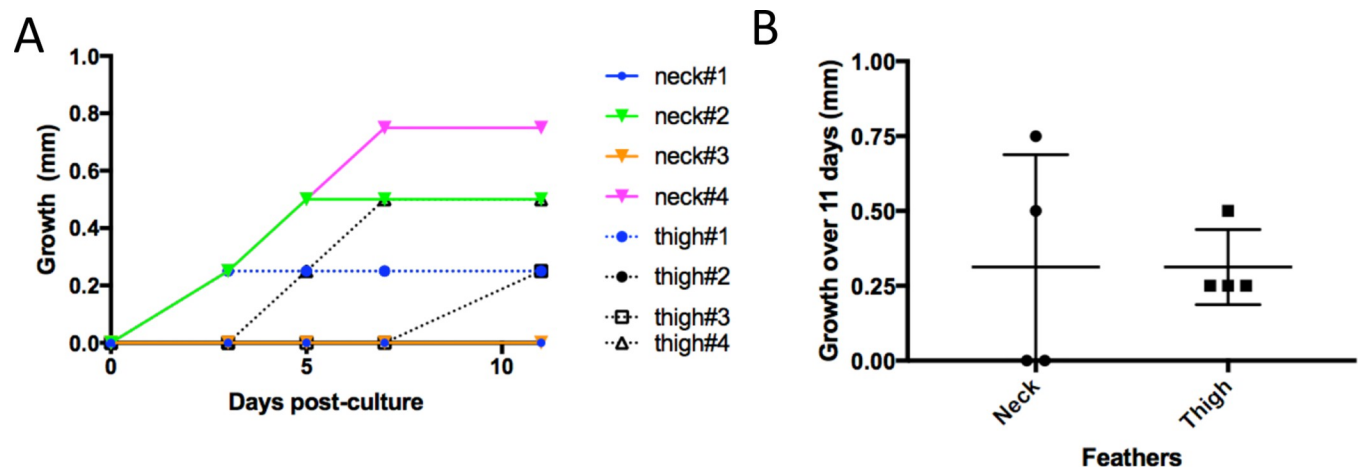 A
1.0
0.8
0.6
0.4
0.2
0.0
Growth (mm)
0
5
10
Days post-culture
neck#1
neck#2
neck#3
neck#4
thigh#1
thigh#2
thigh#3
thigh#4
B
1.00
0.75
0.50
0.25
0.00
Growth over 11 days (mm)
Neck
Thigh
Feathers